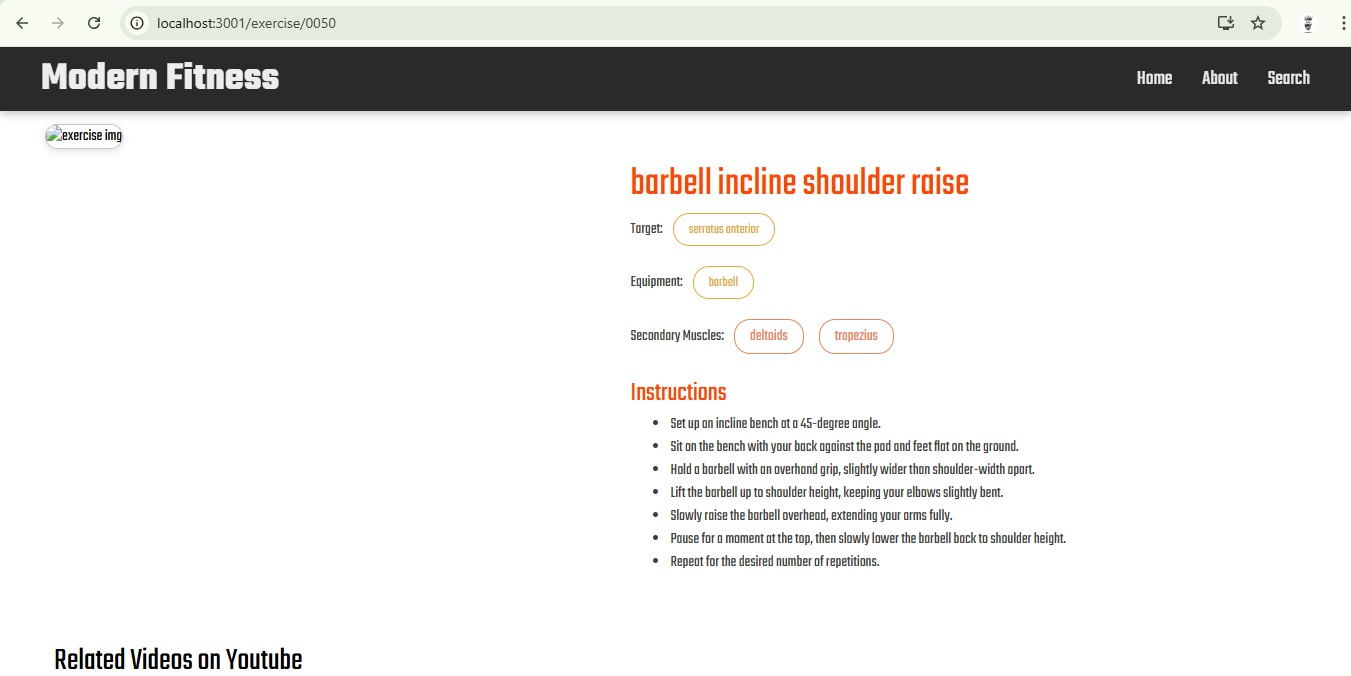 localhost:3001/exercise/0050
Modern Fitness
Home About Search
exercise img
barbell incline shoulder raise
Target: serratus anterior
Equipment: barbell
Secondary Muscles: deltoids trapezius
Instructions
• Set up an incline bench at a 45-degree angle.
• Sit on the bench with your back against the pad and feet flat on the ground.
• Hold a barbell with an overhand grip, slightly wider than shoulder-width apart.
• Lift the barbell up to shoulder height, keeping your elbows slightly bent.
• Slowly raise the barbell overhead, extending your arms fully.
• Pause for a moment at the top, then slowly lower the barbell back to shoulder height.
• Repeat for the desired number of repetitions.
Related Videos on Youtube